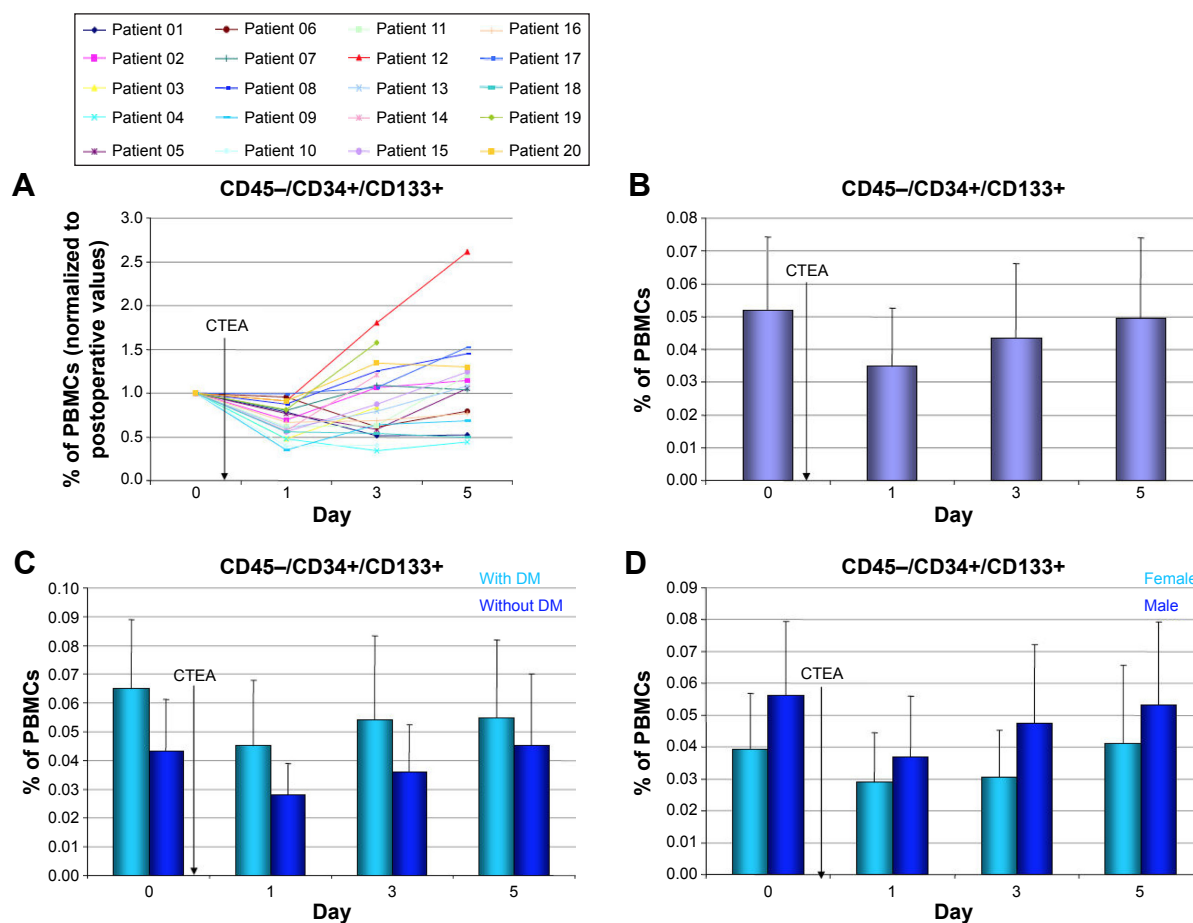 Patient 01 Patient 06 Patient 11 Patient 16
Patient 02 Patient 07 Patient 12 Patient 17
Patient 03 Patient 08 Patient 13 Patient 18
Patient 04 Patient 09 Patient 14 Patient 19
Patient 05 Patient 10 Patient 15 Patient 20
A
CD45–/CD34+/CD133+
% of PBMCs (normalized to
postoperative values)
3.0
2.5
2.0
1.5
1.0
0.5
0.0
CTEA
0 1 3 5
Day
B
CD45–/CD34+/CD133+
% of PBMCs
0.08
0.07
0.06
0.05
0.04
0.03
0.02
0.01
0.00
CTEA
0 1 3 5
Day
C
CD45–/CD34+/CD133+
With DM
Without DM
% of PBMCs
0.10
0.09
0.08
0.07
0.06
0.05
0.04
0.03
0.02
0.01
0.00
CTEA
0 1 3 5
Day
D
CD45–/CD34+/CD133+
Female
Male
% of PBMCs
0.09
0.08
0.07
0.06
0.05
0.04
0.03
0.02
0.01
0.00
CTEA
0 1 3 5
Day